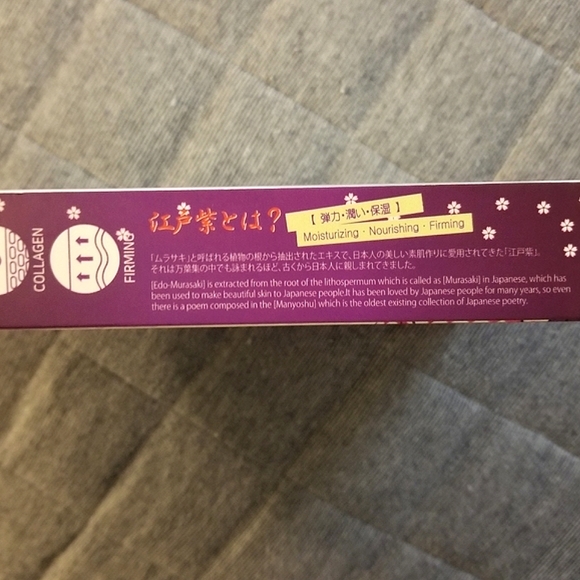 COLLAGEN
FIRMING
江戸紫とは?
【 弾力・潤い・保湿 】
Moisturizing · Nourishing · Firming
「ムラサキ」と呼ばれる植物の根から抽出されたエキスで、日本人の美しい素肌作りに愛用されてきた「江戸紫」。
それは万葉集の中でも詠まれるほど、古くから日本人に親しまれてきました。
[Edo-Murasaki] is extracted from the root of the lithospermum which is called as [Murasaki] in Japanese, which has
been used to make beautiful skin to Japanese people.It has been loved by Japanese people for many years, so even
there is a poem composed in the [Manyoshu] which is the oldest existing collection of Japanese poetry.